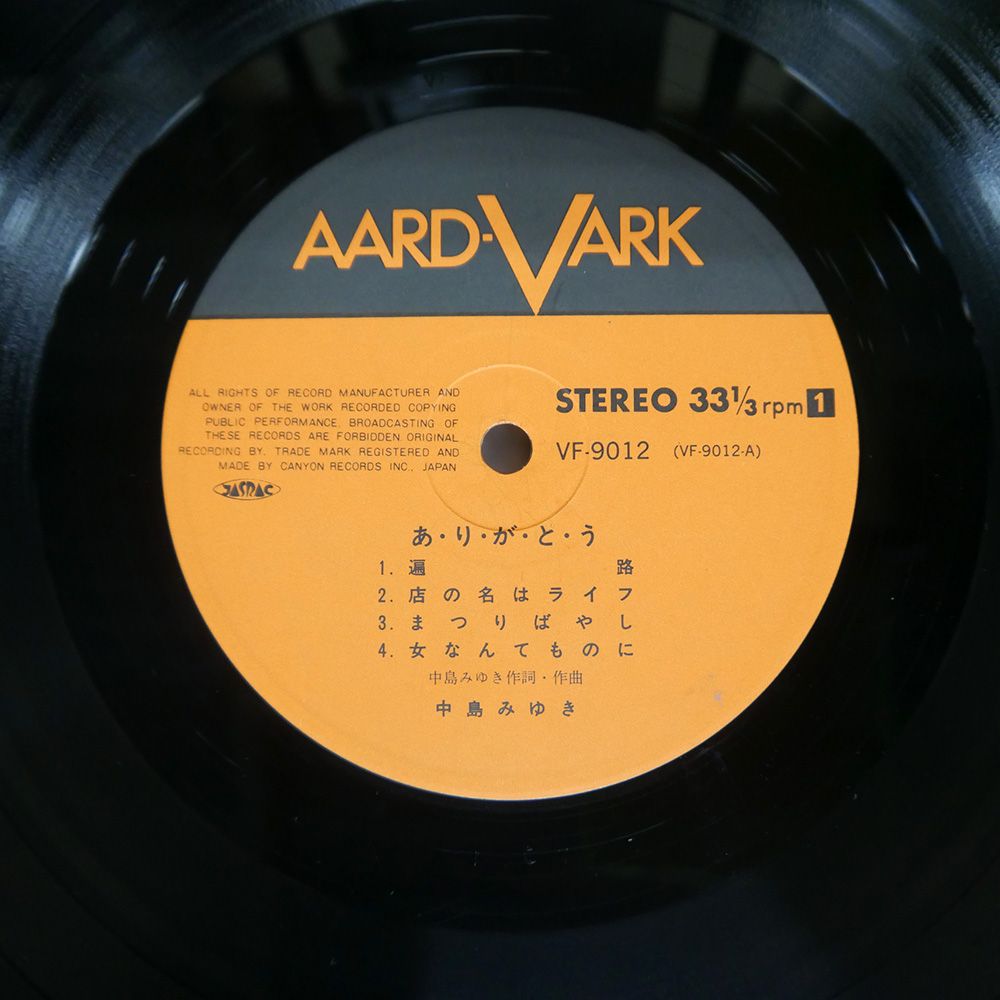 AARD-VARK
ALL RIGHTS OF RECORD MANUFACTURER AND
OWNER OF THE WORK RECORDED COPYING
PUBLIC PERFORMANCE, BROADCASTING OF
THESE RECORDS ARE FORBIDDEN ORIGINAL
RECORDING BY, TRADE MARK REGISTERED AND
MADE BY CANYON RECORDS INC., JAPAN
JASRAC
STEREO 33⅓ rpm 1
VF-9012 (VF-9012-A)
あ・り・が・と・う
1. 遍路
2. 店の名はライフ
3. まつりばやし
4. 女なんてものに
中島みゆき作詞・作曲
中島みゆき